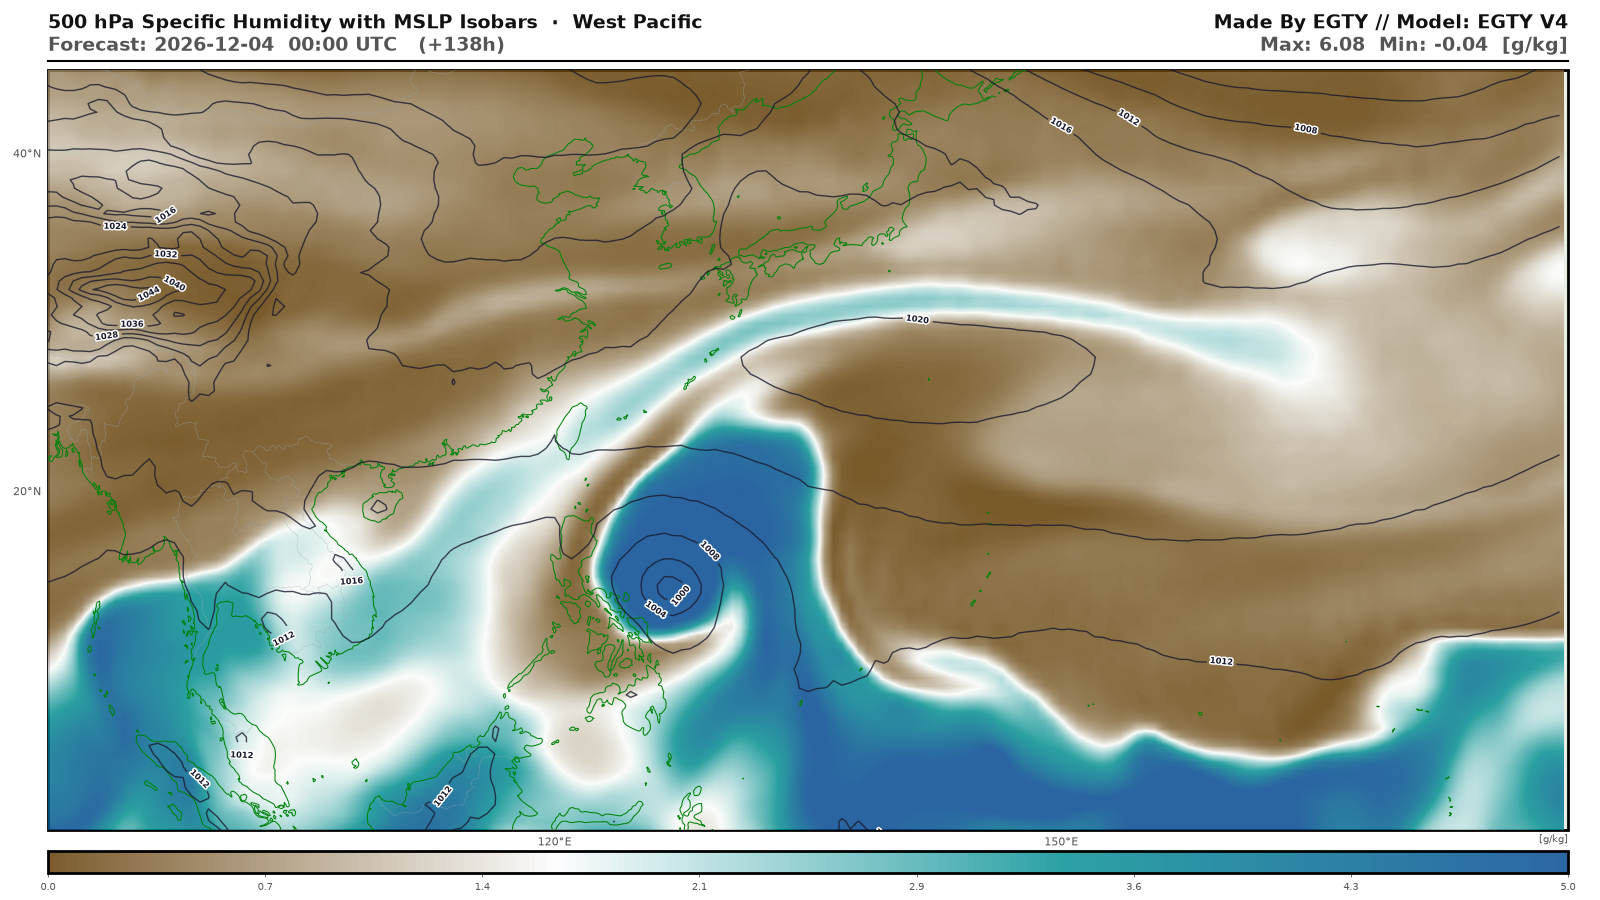 500 hPa Specific Humidity with MSLP Isobars · West Pacific
Made By EGTY // Model: EGTY V4
Forecast: 2026-12-04 00:00 UTC (+138h)
Max: 6.08 Min: -0.04 [g/kg]
1016
1012
1008
40°N
1016
1024
1032
1040
1044
1036
1028
1020
20°N
1008
1016
1000
1004
1012
1012
1012
1012
1012
120°E
150°E
[g/kg]
0.0 0.7 1.4 2.1 2.9 3.6 4.3 5.0